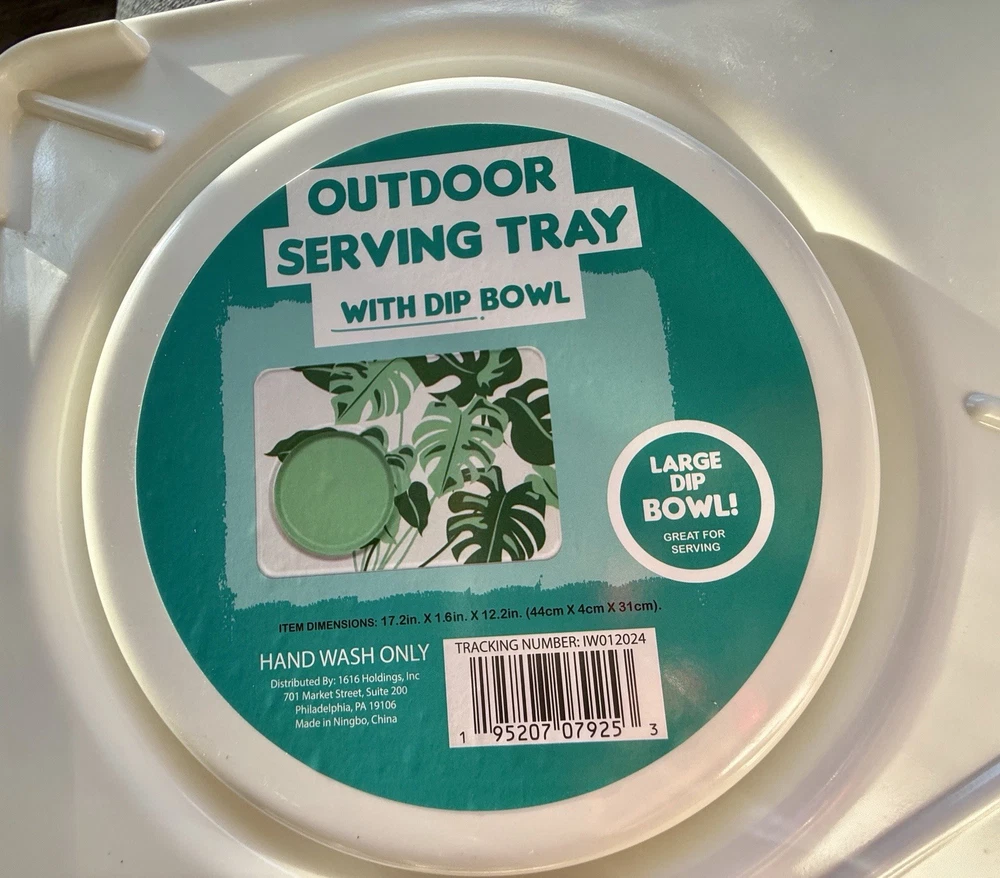 OUTDOOR
SERVING TRAY
WITH DIP BOWL
LARGE
DIP
BOWL!
GREAT FOR
SERVING
ITEM DIMENSIONS: 17.2in. X 1.6in. X 12.2in. (44cm X 4cm X 31cm).
HAND WASH ONLY
Distributed By: 1616 Holdings, Inc
701 Market Street, Suite 200
Philadelphia, PA 19106
Made in Ningbo, China
TRACKING NUMBER: IW012024
1 95207 07925 3